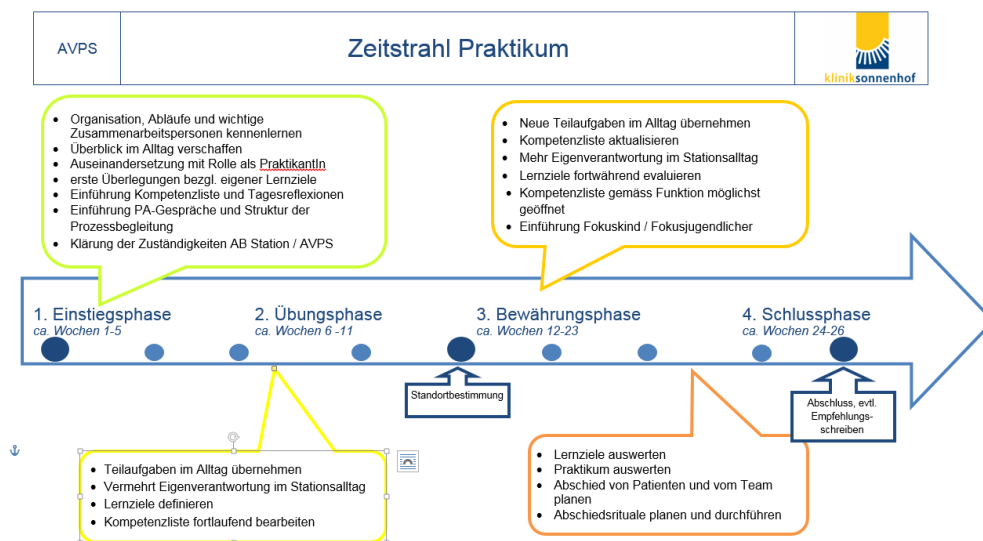 AVPS
Zeitstrahl Praktikum
kliniksonnenhof
Organisation, Abläufe und wichtige
Zusammenarbeitspersonen kennenlernen
Überblick im Alltag verschaffen
Auseinandersetzung mit Rolle als PraktikantIn
erste Überlegungen bezgl. eigener Lernziele
Einführung Kompetenzliste und Tagesreflexionen
Einführung PA-Gespräche und Struktur der
Prozessbegleitung
Klärung der Zuständigkeiten AB Station / AVPS
Neue Teilaufgaben im Alltag übernehmen
Kompetenzliste aktualisieren
Mehr Eigenverantwortung im Stationsalltag
Lernziele fortwährend evaluieren
Kompetenzliste gemäss Funktion möglichst
geöffnet
Einführung Fokuskind / Fokusjugendlicher
1. Einstiegsphase
ca. Wochen 1-5
2. Übungsphase
ca. Wochen 6 -11
3. Bewährungsphase
ca. Wochen 12-23
4. Schlussphase
ca. Wochen 24-26
Standortbestimmung
Abschluss, evtl.
Empfehlungs-
schreiben
Teilaufgaben im Alltag übernehmen
Vermehrt Eigenverantwortung im Stationsalltag
Lernziele definieren
Kompetenzliste fortlaufend bearbeiten
Lernziele auswerten
Praktikum auswerten
Abschied von Patienten und vom Team
planen
Abschiedsrituale planen und durchführen